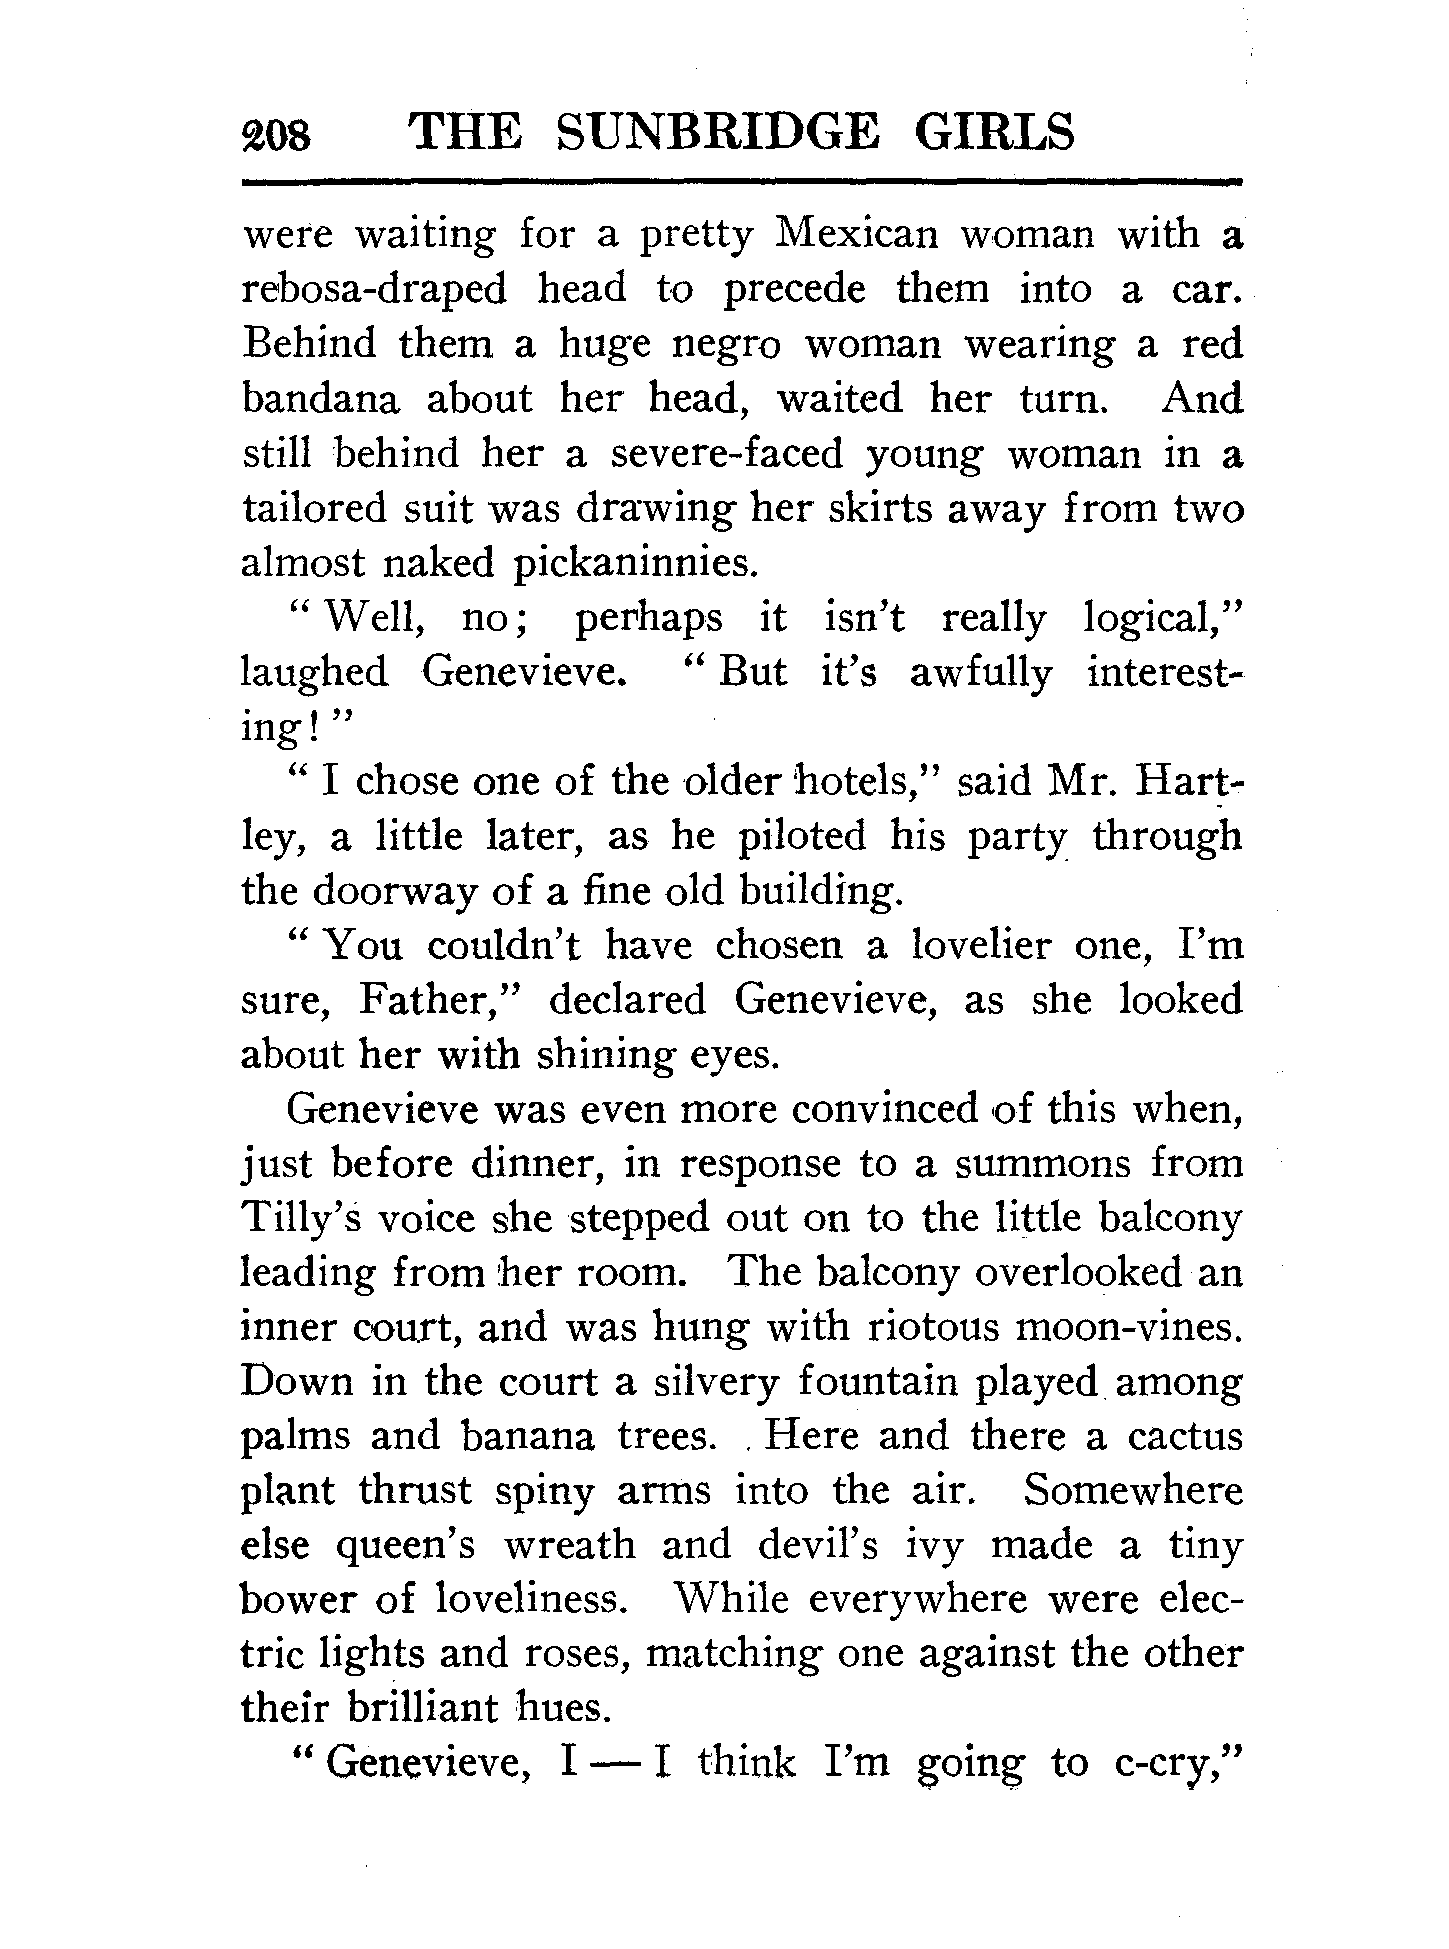 208 THE SUNBRIDGE GIRLS
were waiting for a pretty Mexican woman with a
rebosa-draped head to precede them into a car.
Behind them a huge negro woman wearing a red
bandana about her head, waited her turn. And
still behind her a severe-faced young woman in a
tailored suit was drawing her skirts away from two
almost naked pickaninnies.
“ Well, no; perhaps it isn’t really logical,”
laughed Genevieve. “ But it’s awfully interest-
ing! ”
“ I chose one of the older hotels,” said Mr. Hart-
ley, a little later, as he piloted his party through
the doorway of a fine old building.
“ You couldn’t have chosen a lovelier one, I’m
sure, Father,” declared Genevieve, as she looked
about her with shining eyes.
Genevieve was even more convinced of this when,
just before dinner, in response to a summons from
Tilly’s voice she stepped out on to the little balcony
leading from her room. The balcony overlooked an
inner court, and was hung with riotous moon-vines.
Down in the court a silvery fountain played among
palms and banana trees. Here and there a cactus
plant thrust spiny arms into the air. Somewhere
else queen’s wreath and devil’s ivy made a tiny
bower of loveliness. While everywhere were elec-
tric lights and roses, matching one against the other
their brilliant hues.
“ Genevieve, I — I think I’m going to c-cry,”